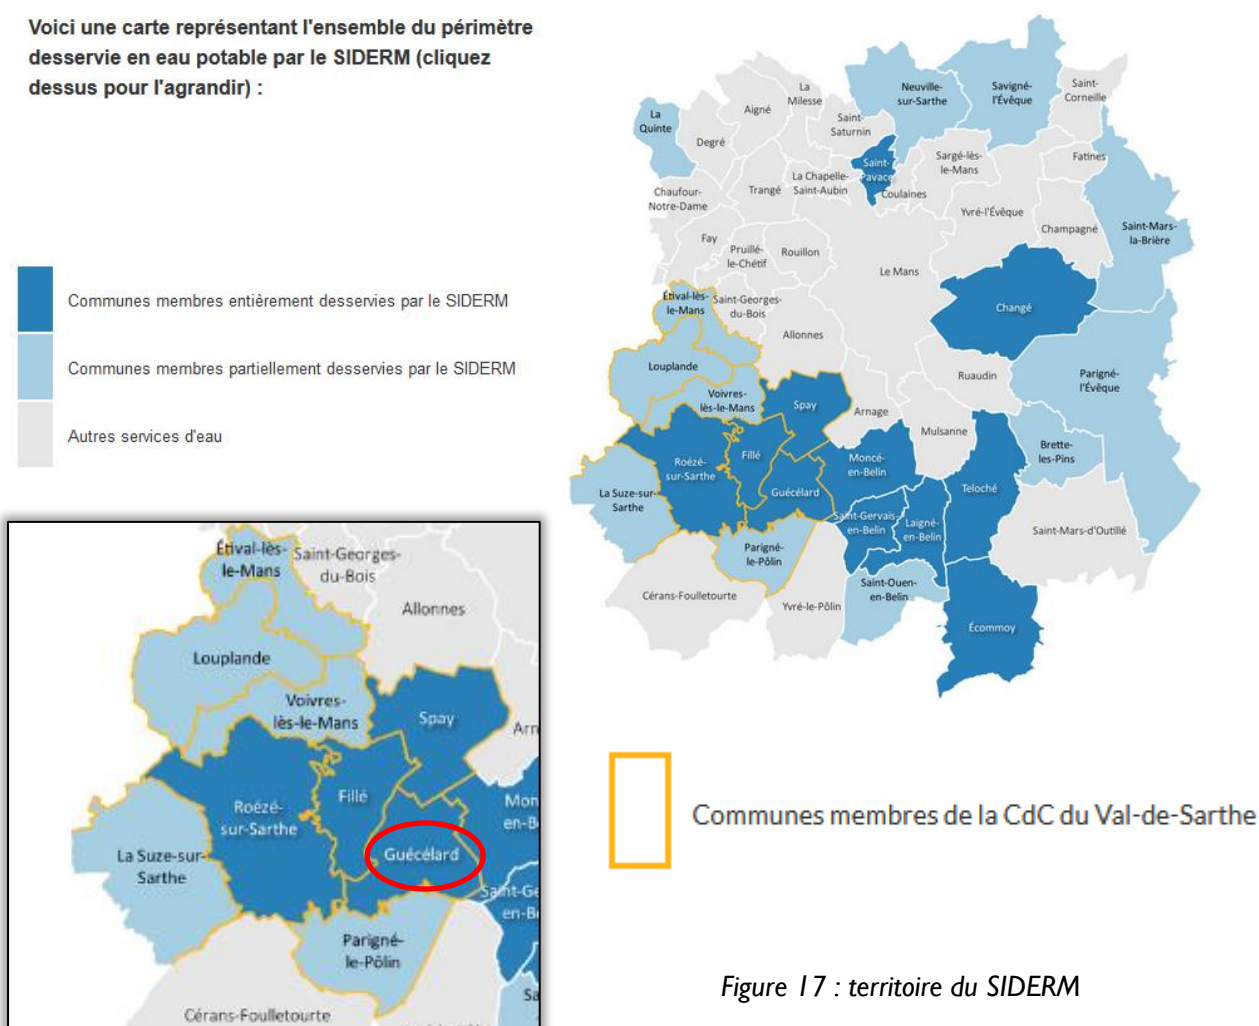 Voici une carte représentant l'ensemble du périmètre
desservie en eau potable par le SIDERM (cliquez
dessus pour l'agrandir) :
Communes membres entièrement desservies par le SIDERM
Communes membres partiellement desservies par le SIDERM
Autres services d'eau
La
Quinte
Degré
Aigné
La
Milesse
Saint-
Saturnin
Neuville-
sur-Sarthe
Savigné-
l'Évêque
Saint-
Corneille
Chaufour-
Notre-Dame
Trangé
La Chapelle-
Saint-Aubin
Saint-
Pavace
Coulaines
Sargé-lès-
le-Mans
Fatines
Yvré-l'Évêque
Champagné
Saint-Mars-
la-Brière
Fay
Pruillé-
le-Chétif
Rouillon
Le Mans
Changé
Étival-lès-
le-Mans
Saint-Georges-
du-Bois
Allonnes
Louplande
Voivres-
lès-le-Mans
Spay
Arnage
Ruaudin
Parigné-
l'Évêque
Mulsanne
Brette-
les-Pins
Roézé-
sur-Sarthe
Fillé
Guécélard
Moncé-
en-Belin
Teloché
La Suze-sur-
Sarthe
Saint-Gervais-
en-Belin
Laigné-
en-Belin
Saint-Mars-d'Outillé
Parigné-
le-Pôlin
Saint-Ouen-
en-Belin
Cérans-Foulletourte
Yvré-le-Pôlin
Écommoy
Étival-lès-
le-Mans
Saint-Georges-
du-Bois
Allonnes
Louplande
Voivres-
lès-le-Mans
Spay
Arn
Roézé-
sur-Sarthe
Fillé
Mon
en-B
Guécélard
La Suze-sur-
Sarthe
Saint-Ge
en-Be
Parigné-
le-Pôlin
Sa
Cérans-Foulletourte
Communes membres de la CdC du Val-de-Sarthe
Figure 17 : territoire du SIDERM